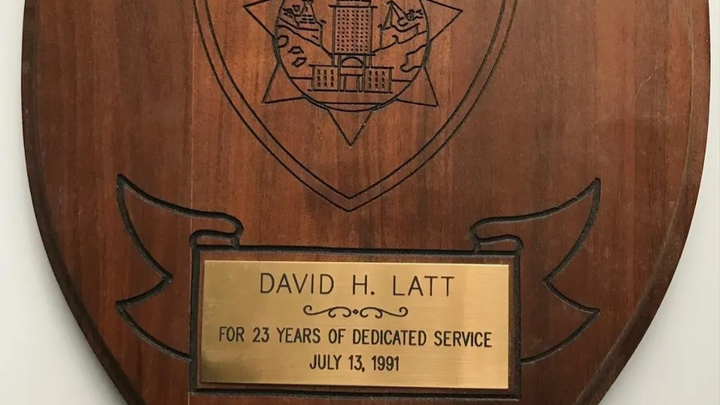 DAVID H. LATT
FOR 23 YEARS OF DEDICATED SERVICE
JULY 13, 1991